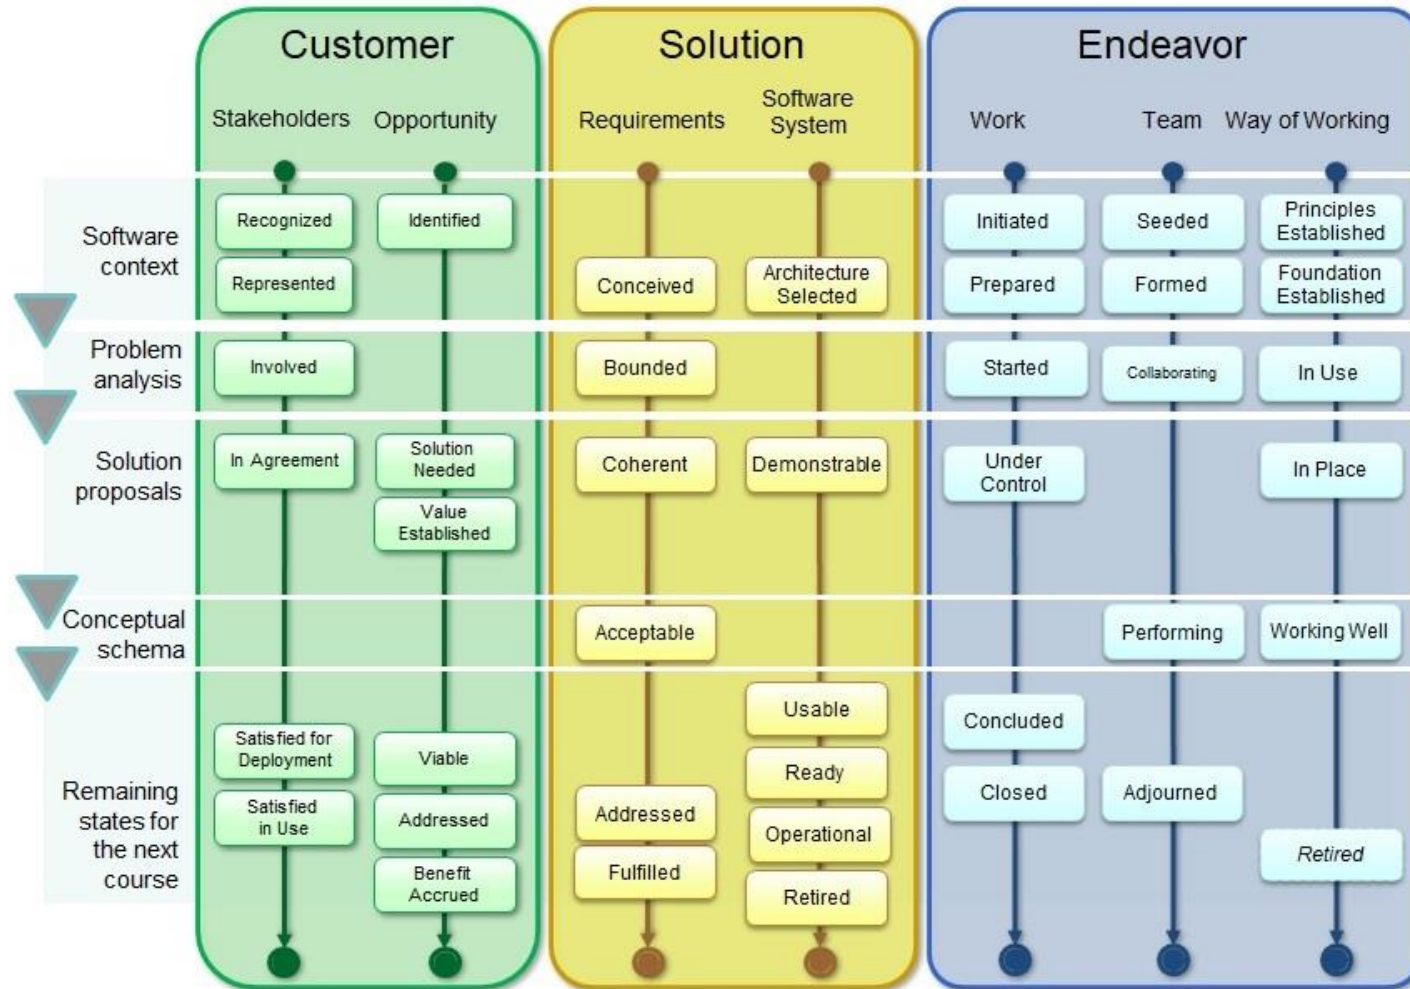 Customer
Solution
Endeavor
Stakeholders
Opportunity
Requirements
Software
System
Work
Team
Way of Working
Software
context
Recognized
Identified
Initiated
Seeded
Principles
Established
Represented
Conceived
Architecture
Selected
Prepared
Formed
Foundation
Established
Problem
analysis
Involved
Bounded
Started
Collaborating
In Use
Solution
proposals
In Agreement
Solution
Needed
Coherent
Demonstrable
Under
Control
In Place
Value
Established
Conceptual
schema
Acceptable
Performing
Working Well
Remaining
states for
the next
course
Satisfied for
Deployment
Viable
Usable
Concluded
Satisfied
in Use
Addressed
Addressed
Ready
Closed
Adjourned
Benefit
Accrued
Fulfilled
Operational
Retired
Retired